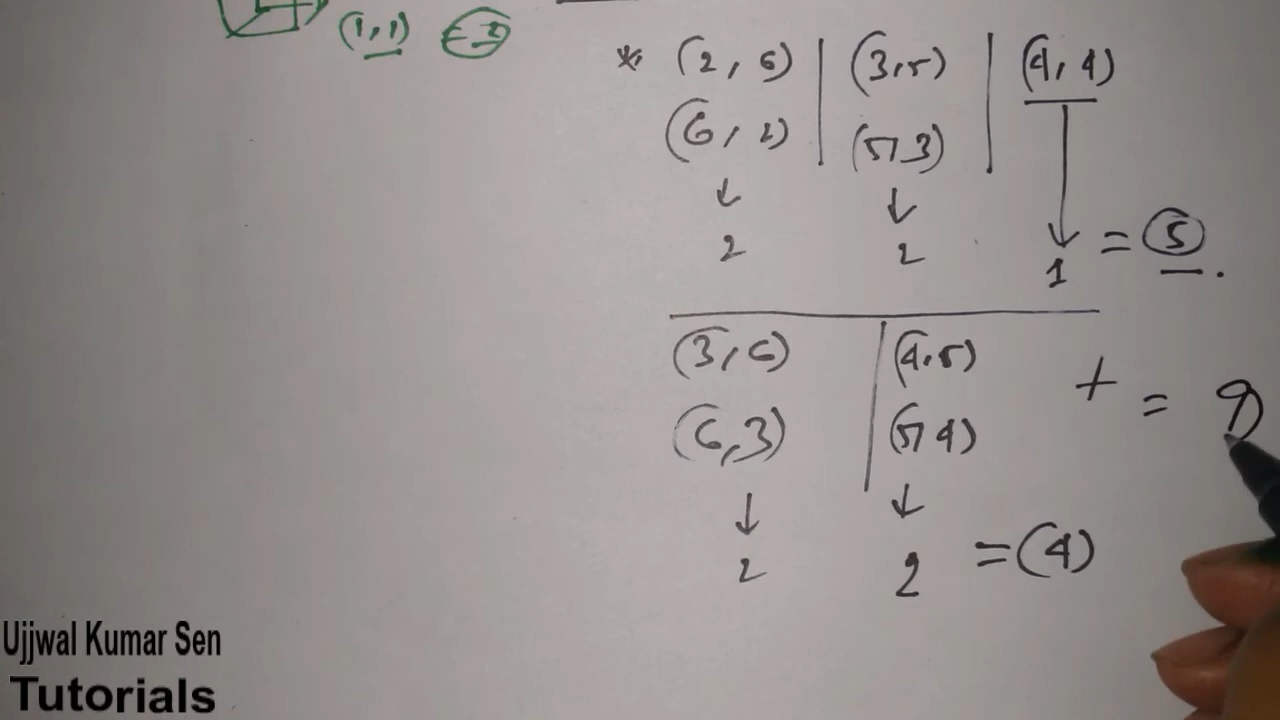 (1,1) = 2
* (2, 6) | (3,5) | (4, 4)
(6, 2) | (5,3)
↓ ↓ ↓
2 2 1 = 5.
(3, 6) | (4,5) + = 9
(6,3) | (5,4)
↓ ↓
2 2 = (4)
Ujjwal Kumar Sen
Tutorials